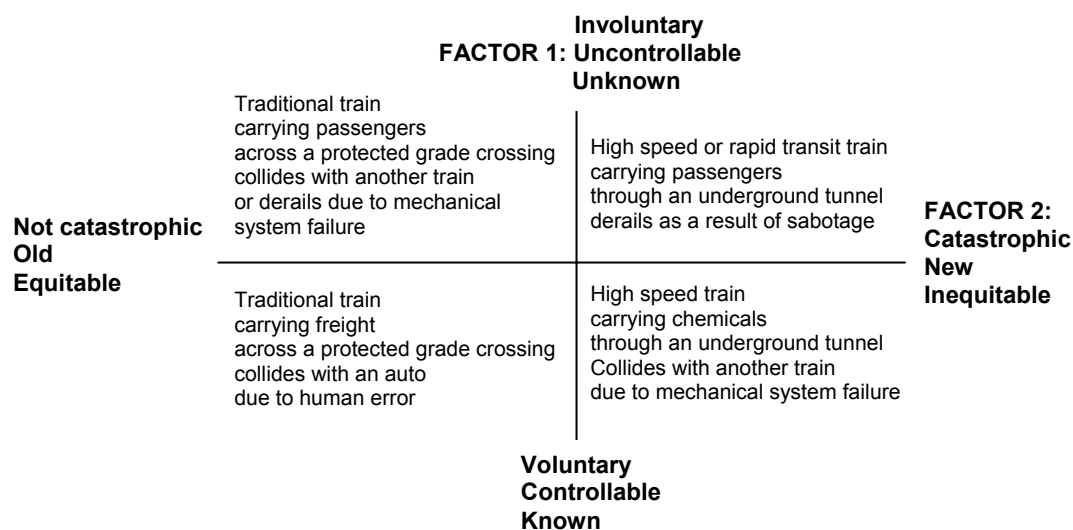 Involuntary
FACTOR 1: Uncontrollable
Unknown
Traditional train
carrying passengers
across a protected grade crossing
collides with another train
or derails due to mechanical
system failure
High speed or rapid transit train
carrying passengers
through an underground tunnel
derails as a result of sabotage
Not catastrophic
Old
Equitable
FACTOR 2:
Catastrophic
New
Inequitable
Traditional train
carrying freight
across a protected grade crossing
collides with an auto
due to human error
High speed train
carrying chemicals
through an underground tunnel
Collides with another train
due to mechanical system failure
Voluntary
Controllable
Known